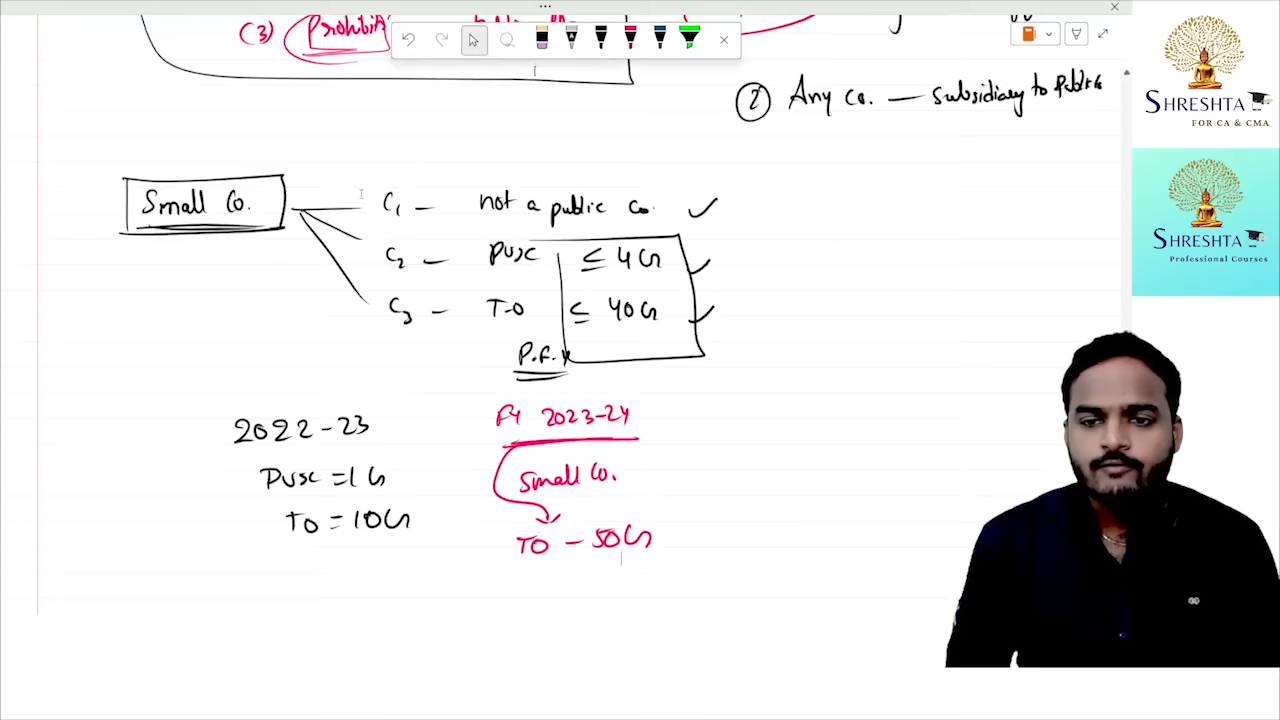 (3) Prohibit
② Any Co. — subsidiary to Public
SHRESHTA
FOR CA & CMA
SHRESHTA
Professional Courses
Small Co.
C1 — not a public co. ✓
C2 — PUSC ≤ 4 Cr ✓
C3 — T-O ≤ 40 Cr ✓
P.F.Y
2022-23
PUSC = 1 Cr
TO = 10 Cr
FY 2023-24
Small Co.
TO - 50 Cr